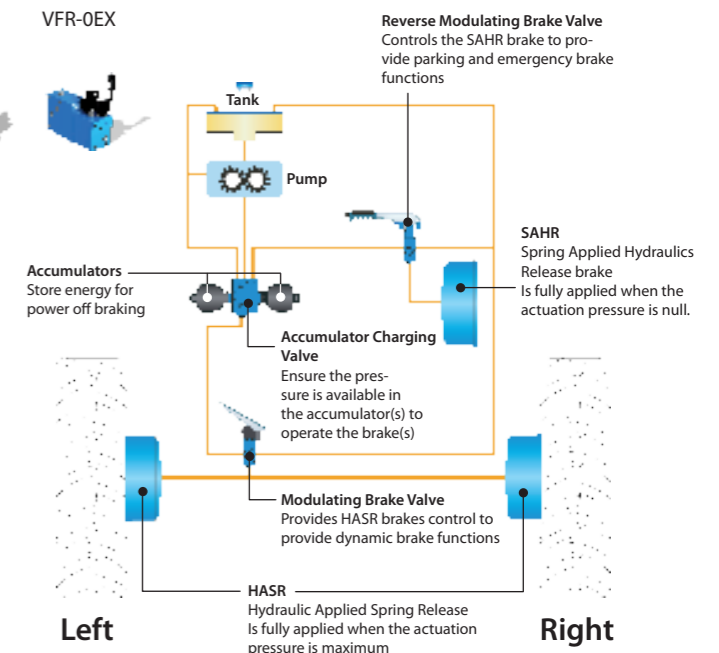 VFR-0EX
Reverse Modulating Brake Valve
Controls the SAHR brake to pro-
vide parking and emergency brake
functions
Tank
Pump
SAHR
Spring Applied Hydraulics
Release brake
Is fully applied when the
actuation pressure is null.
Accumulators
Store energy for
power off braking
Accumulator Charging
Valve
Ensure the pres-
sure is available in
the accumulator(s) to
operate the brake(s)
Modulating Brake Valve
Provides HASR brakes control to
provide dynamic brake functions
HASR
Hydraulic Applied Spring Release
Is fully applied when the actuation
pressure is maximum
Left
Right